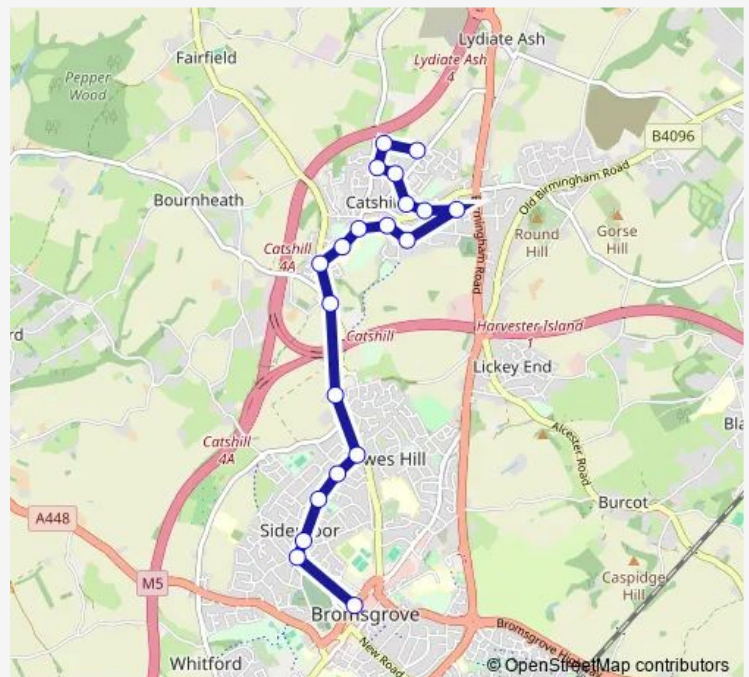 Lydiate Ash
Fairfield
Lydiate Ash
4
Pepper
Wood
B4096
Old Birmingham Road
Bournheath
Catshill
4A
Round
Hill
Gorse
Hill
Catshill
Harvester Island
1
Lickey End
Catshill
4A
Alcester Road
A448
Burcot
Caspidge
Hill
M5
Bromsgrove
Whitford
New Road
© OpenStreetMap contributors